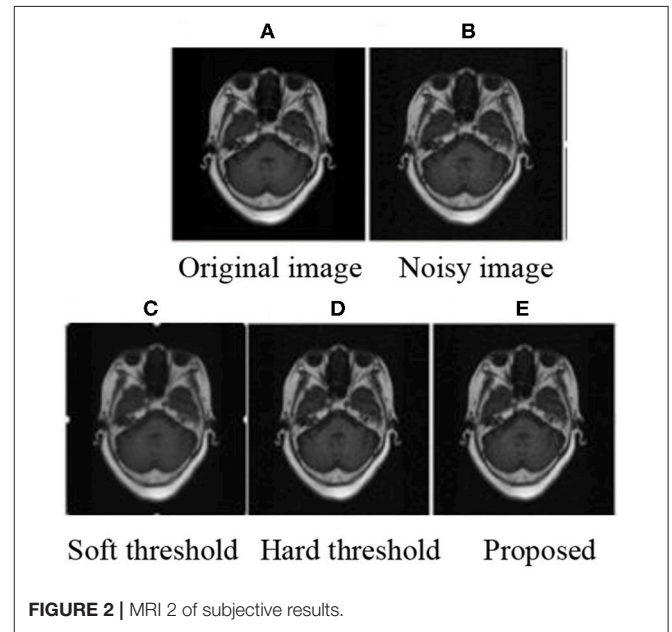 A B
Original image Noisy image
C D E
Soft threshold Hard threshold Proposed
FIGURE 2 | MRI 2 of subjective results.